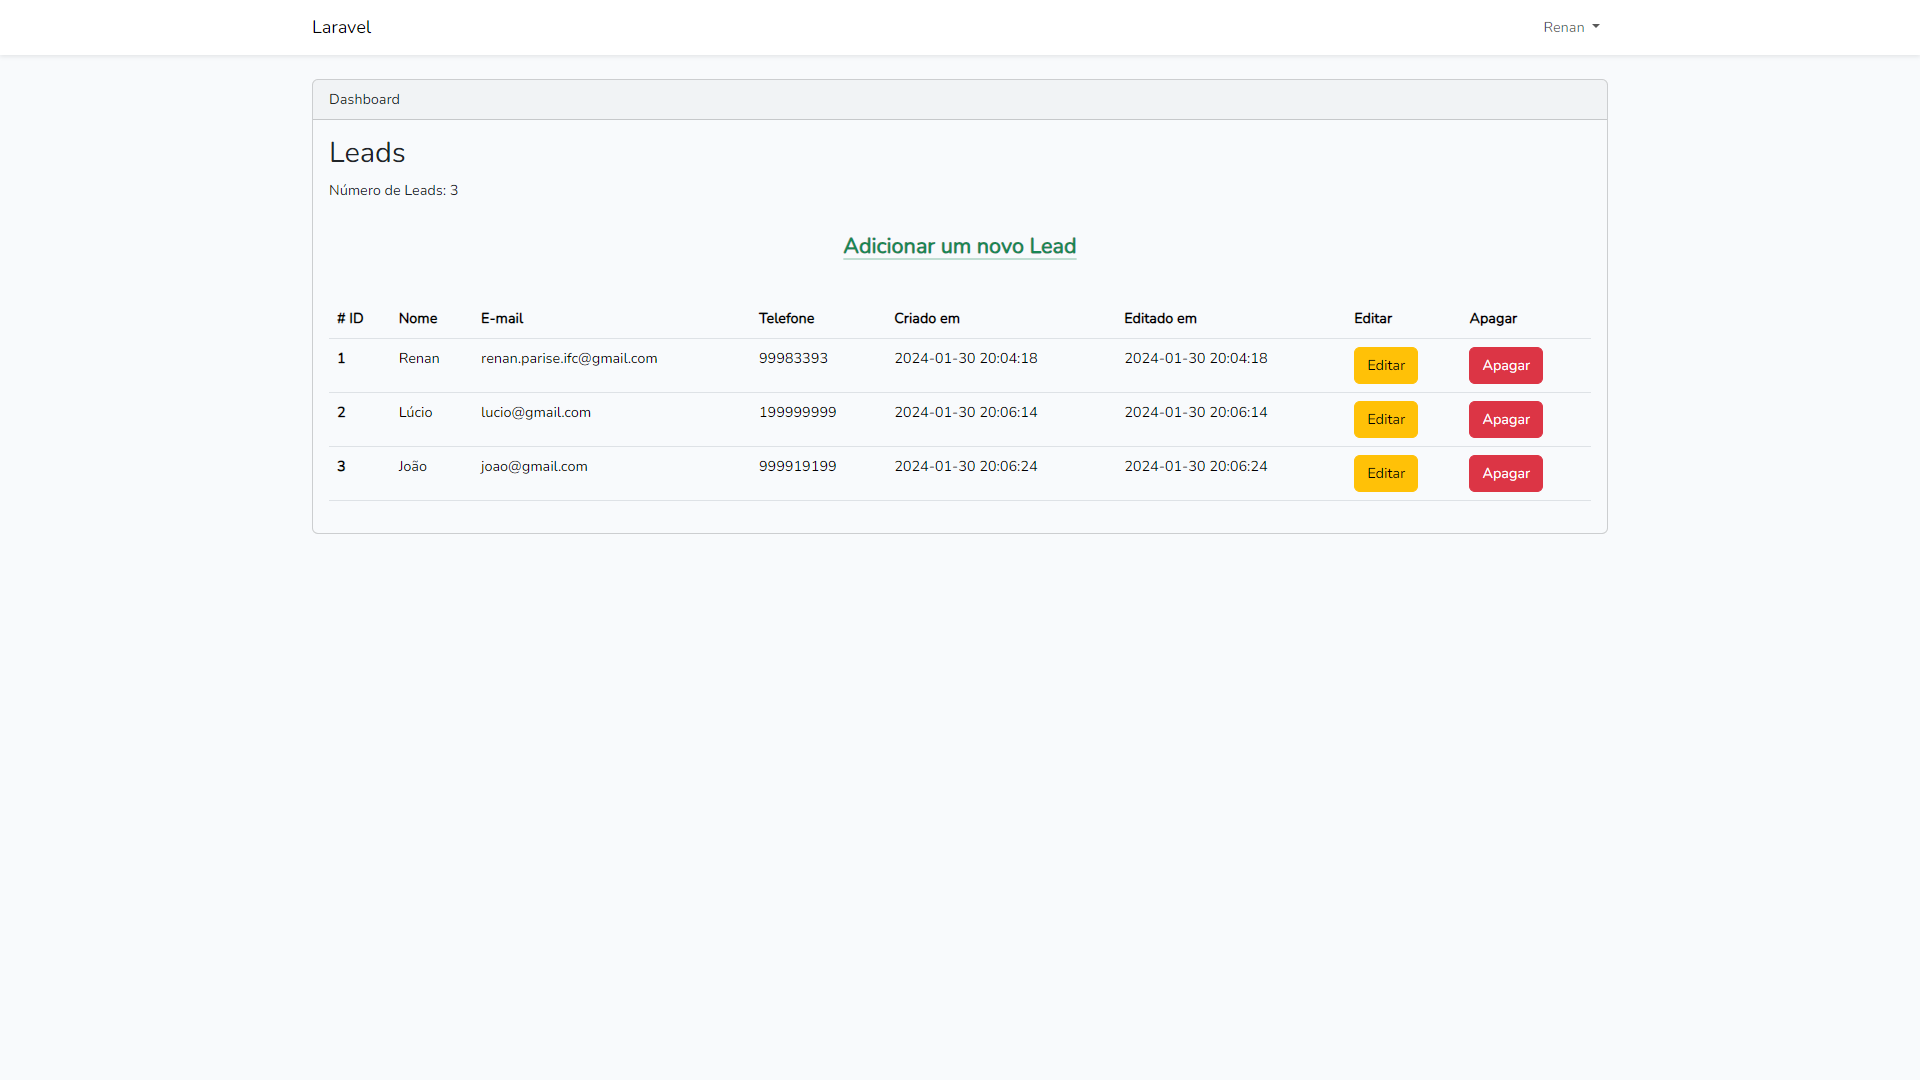 Laravel Renan
Dashboard
Leads
Número de Leads: 3
Adicionar um novo Lead
# ID Nome E-mail Telefone Criado em Editado em Editar Apagar
1 Renan renan.parise.ifc@gmail.com 99983393 2024-01-30 20:04:18 2024-01-30 20:04:18 Editar Apagar
2 Lúcio lucio@gmail.com 199999999 2024-01-30 20:06:14 2024-01-30 20:06:14 Editar Apagar
3 João joao@gmail.com 999919199 2024-01-30 20:06:24 2024-01-30 20:06:24 Editar Apagar